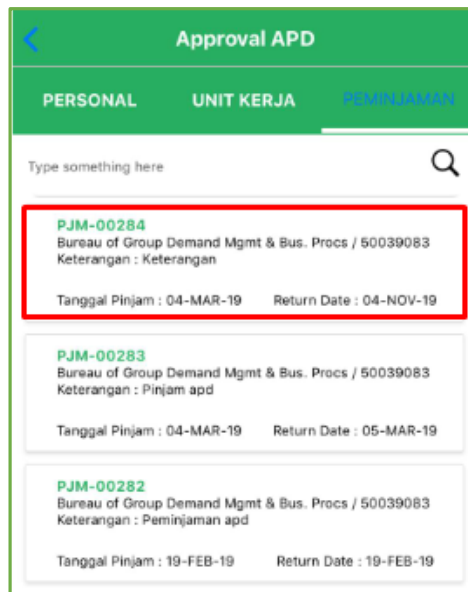 Approval APD
PERSONAL UNIT KERJA PEMINJAMAN
Type something here
PJM-00284
Bureau of Group Demand Mgmt & Bus. Procs / 50039083
Keterangan : Keterangan
Tanggal Pinjam : 04-MAR-19 Return Date : 04-NOV-19
PJM-00283
Bureau of Group Demand Mgmt & Bus. Procs / 50039083
Keterangan : Pinjam apd
Tanggal Pinjam : 04-MAR-19 Return Date : 05-MAR-19
PJM-00282
Bureau of Group Demand Mgmt & Bus. Procs / 50039083
Keterangan : Peminjaman apd
Tanggal Pinjam : 19-FEB-19 Return Date : 19-FEB-19